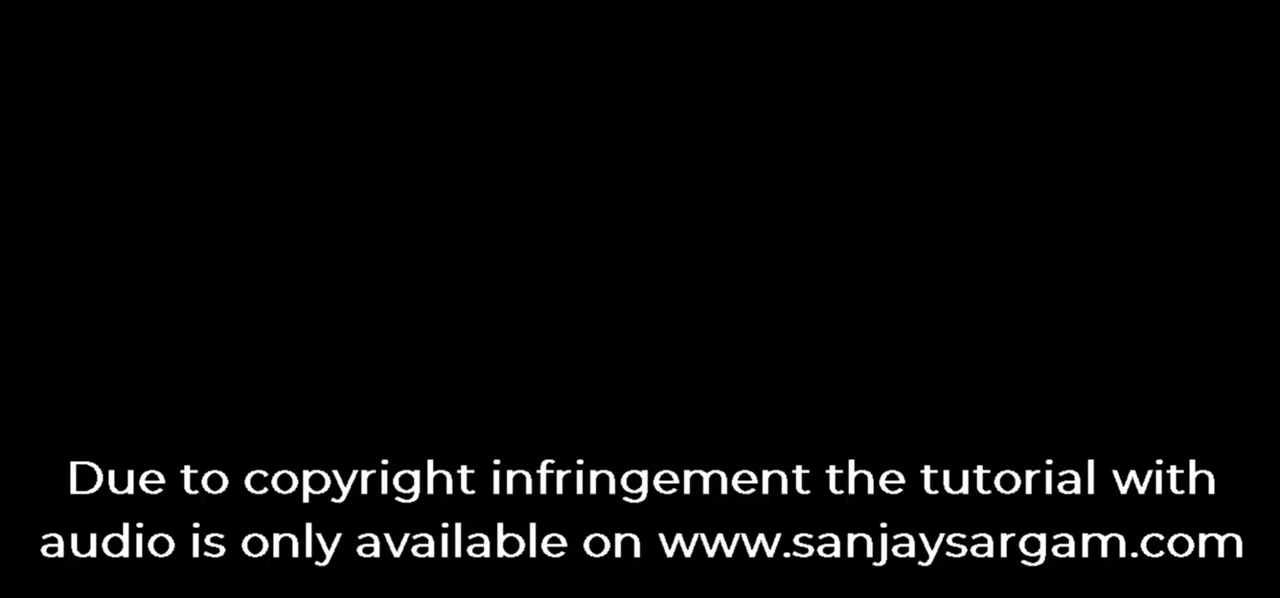 Due to copyright infringement the tutorial with
audio is only available on www.sanjaysargam.com